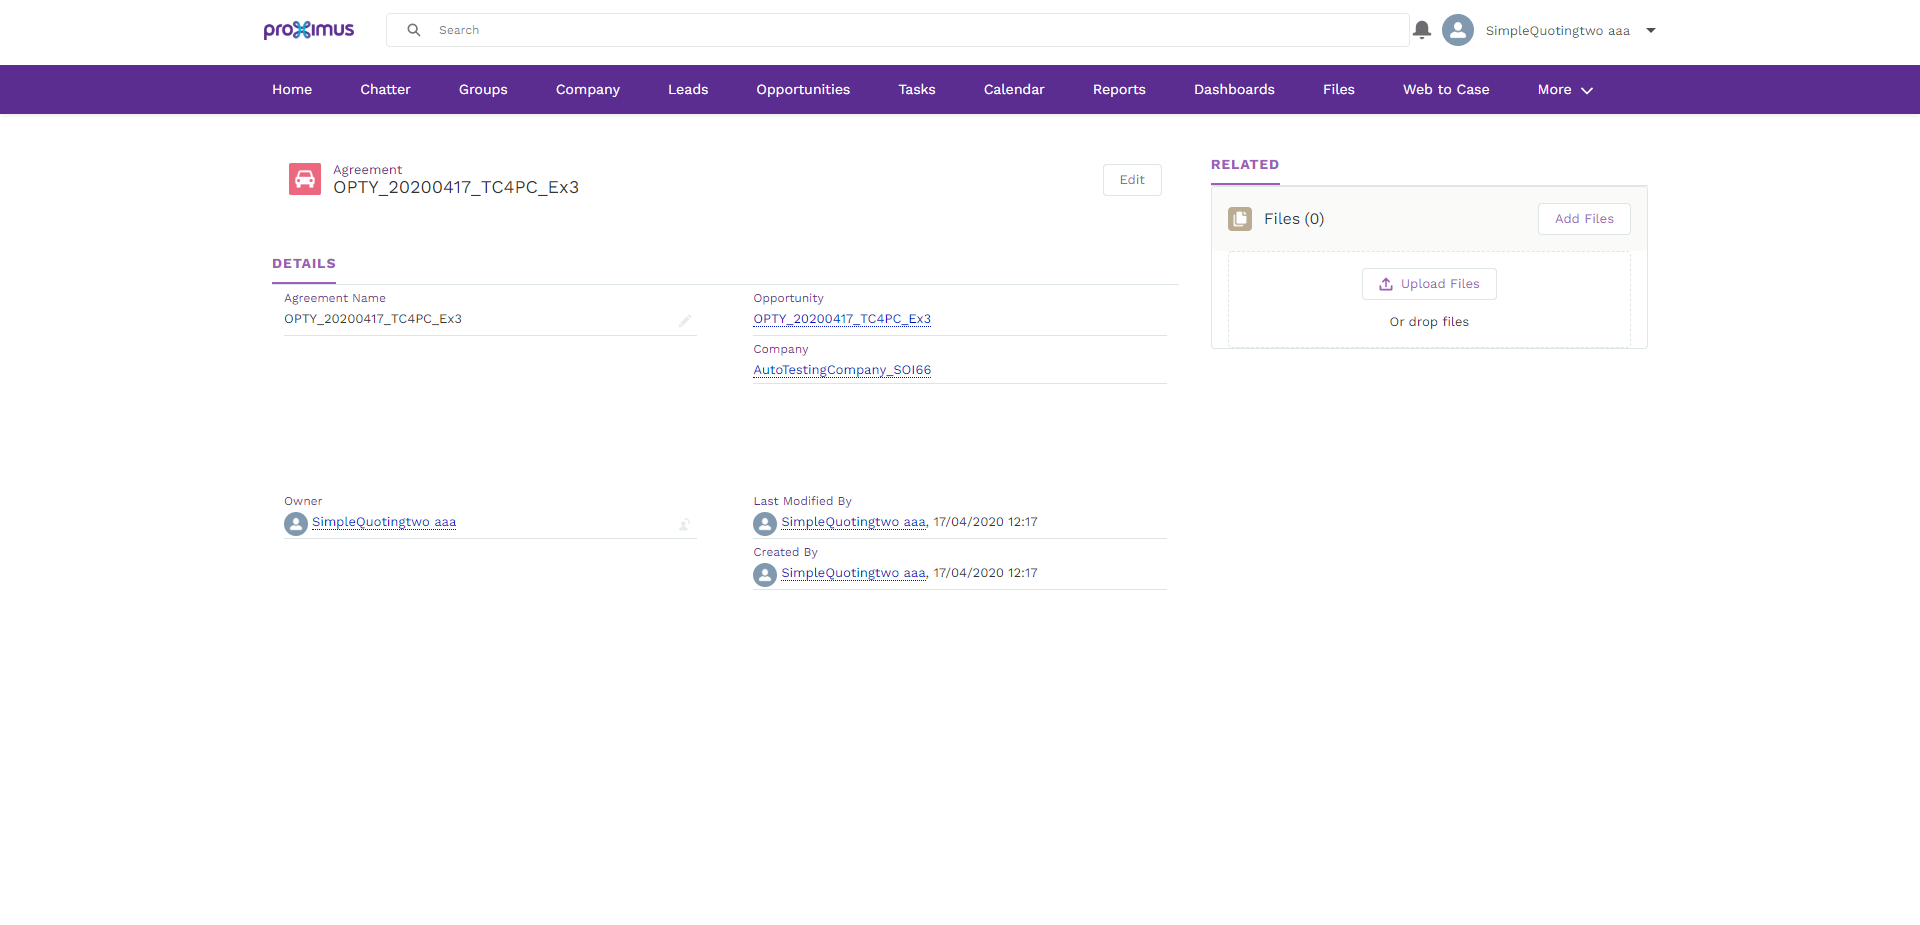 proximus
Search
SimpleQuotingtwo aaa
Home Chatter Groups Company Leads Opportunities Tasks Calendar Reports Dashboards Files Web to Case More
Agreement
OPTY_20200417_TC4PC_Ex3
Edit
DETAILS
Agreement Name
OPTY_20200417_TC4PC_Ex3
Opportunity
OPTY_20200417_TC4PC_Ex3
Company
AutoTestingCompany_SOI66
Owner
SimpleQuotingtwo aaa
Last Modified By
SimpleQuotingtwo aaa, 17/04/2020 12:17
Created By
SimpleQuotingtwo aaa, 17/04/2020 12:17
RELATED
Files (0)
Add Files
Upload Files
Or drop files